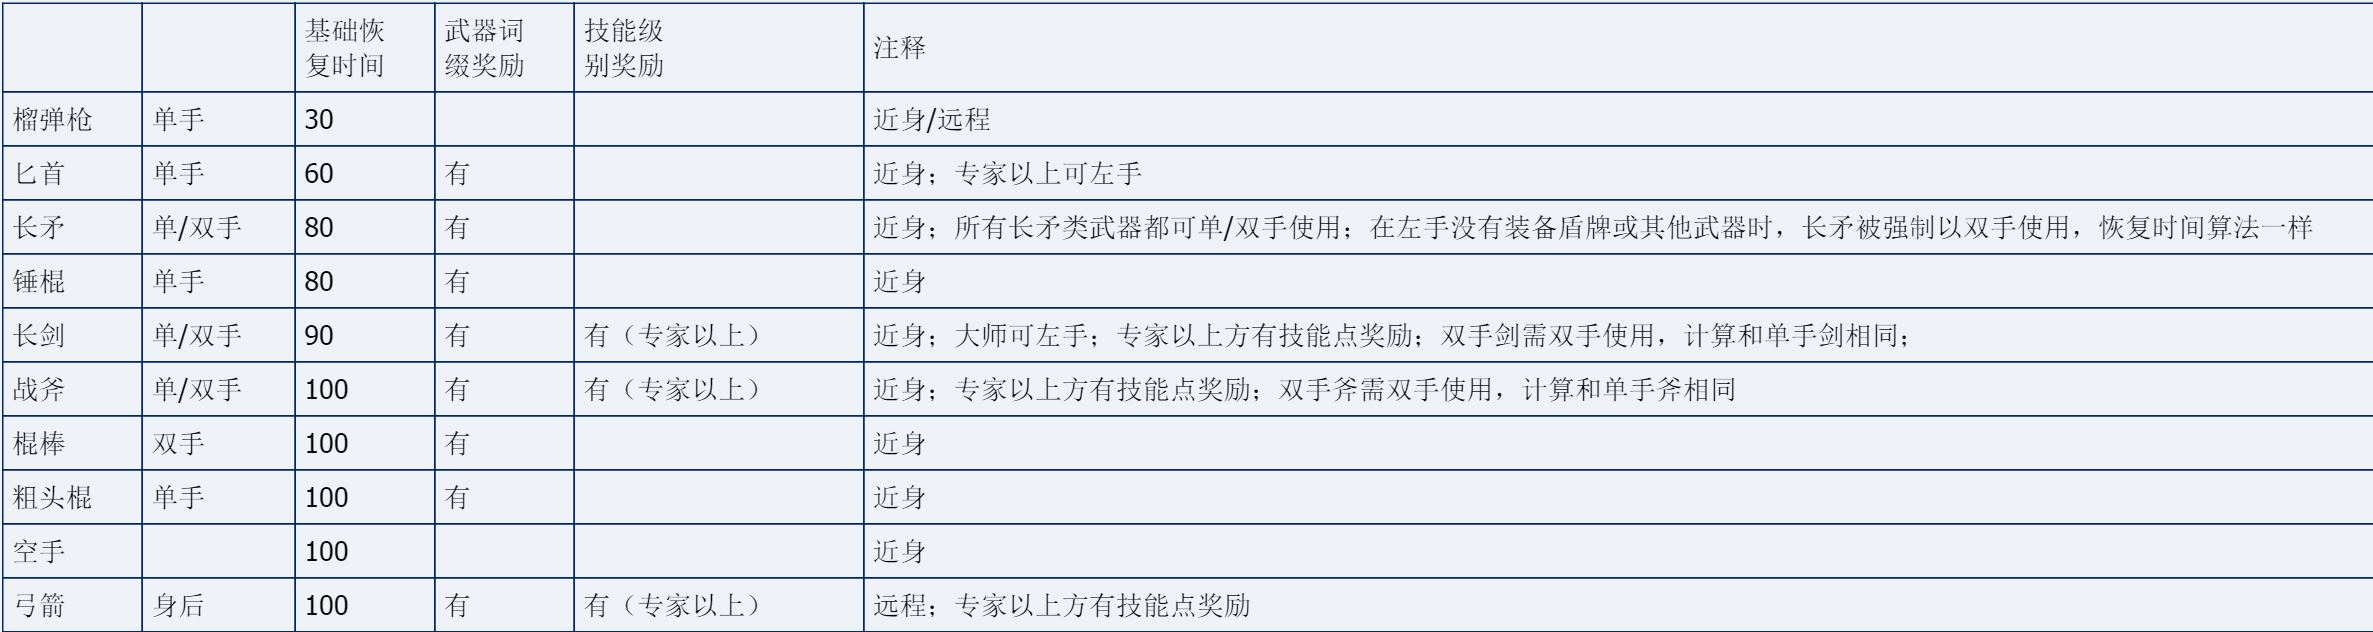 基础恢复时间 武器词缀奖励 技能级别奖励 注释
榴弹枪 单手 30 近身/远程
匕首 单手 60 有 近身；专家以上可左手
长矛 单/双手 80 有 近身；所有长矛类武器都可单/双手使用；在左手没有装备盾牌或其他武器时，长矛被强制以双手使用，恢复时间算法一样
锤棍 单手 80 有 近身
长剑 单/双手 90 有 有（专家以上） 近身；大师可左手；专家以上方有技能点奖励；双手剑需双手使用，计算和单手剑相同；
战斧 单/双手 100 有 有（专家以上） 近身；专家以上方有技能点奖励；双手斧需双手使用，计算和单手斧相同
棍棒 双手 100 有 近身
粗头棍 单手 100 有 近身
空手 100 近身
弓箭 身后 100 有 有（专家以上） 远程；专家以上方有技能点奖励